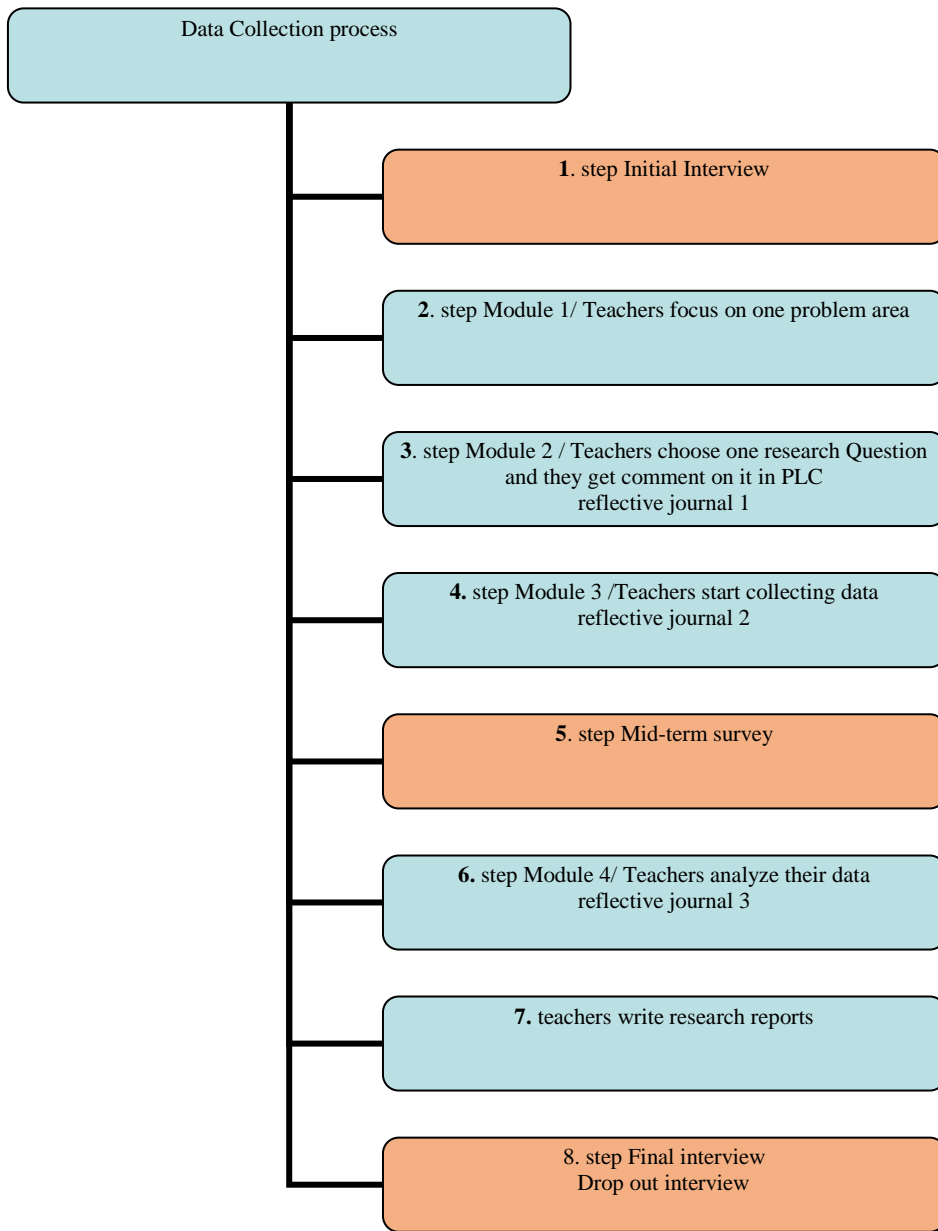 Data Collection process
1. step Initial Interview
2. step Module 1/ Teachers focus on one problem area
3. step Module 2 / Teachers choose one research Question
and they get comment on it in PLC
reflective journal 1
4. step Module 3 /Teachers start collecting data
reflective journal 2
5. step Mid-term survey
6. step Module 4/ Teachers analyze their data
reflective journal 3
7. teachers write research reports
8. step Final interview
Drop out interview